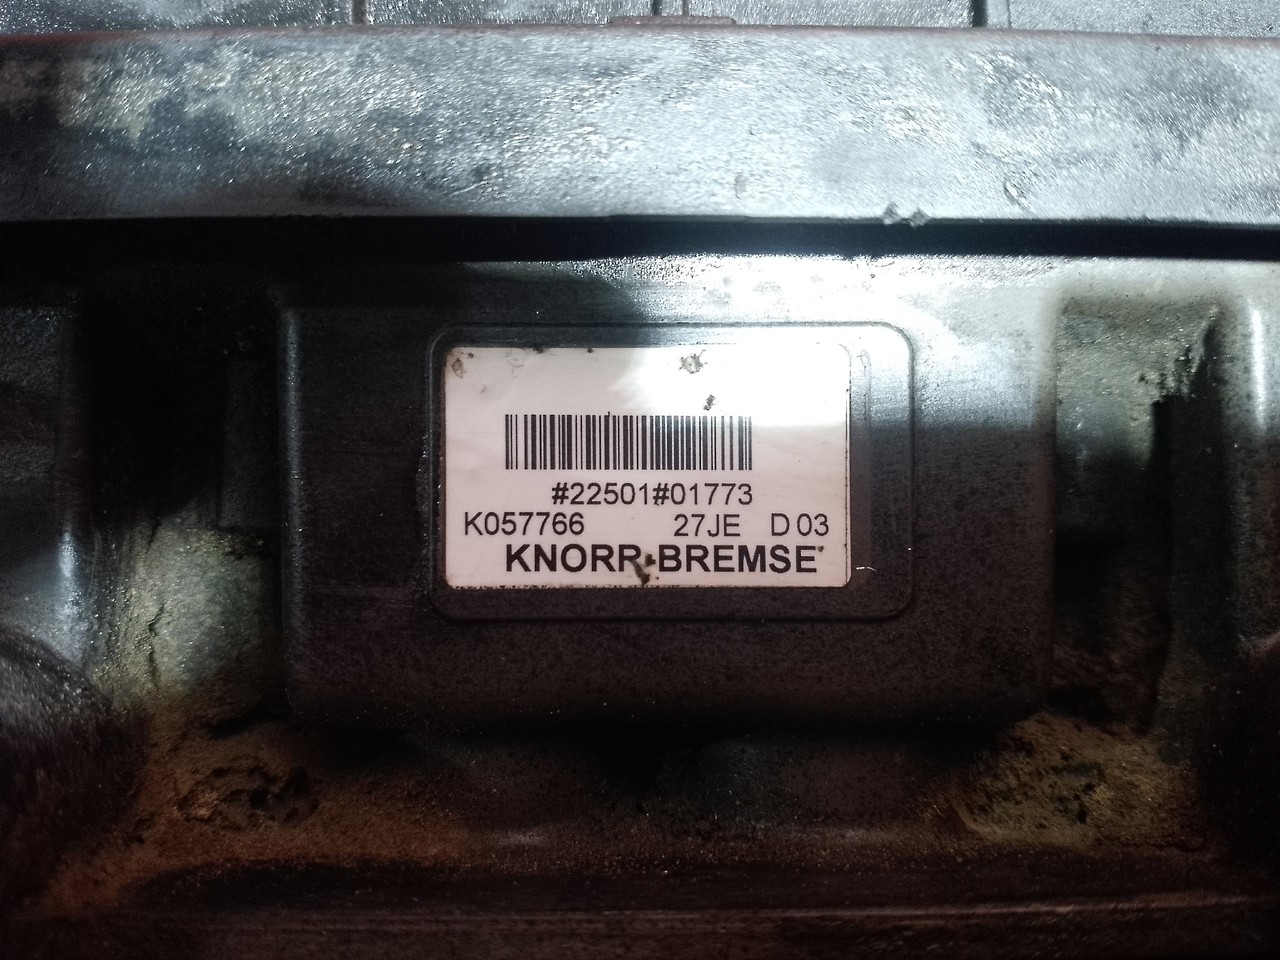 #22501#01773
K057766 27JE D03
KNORR-BREMSE